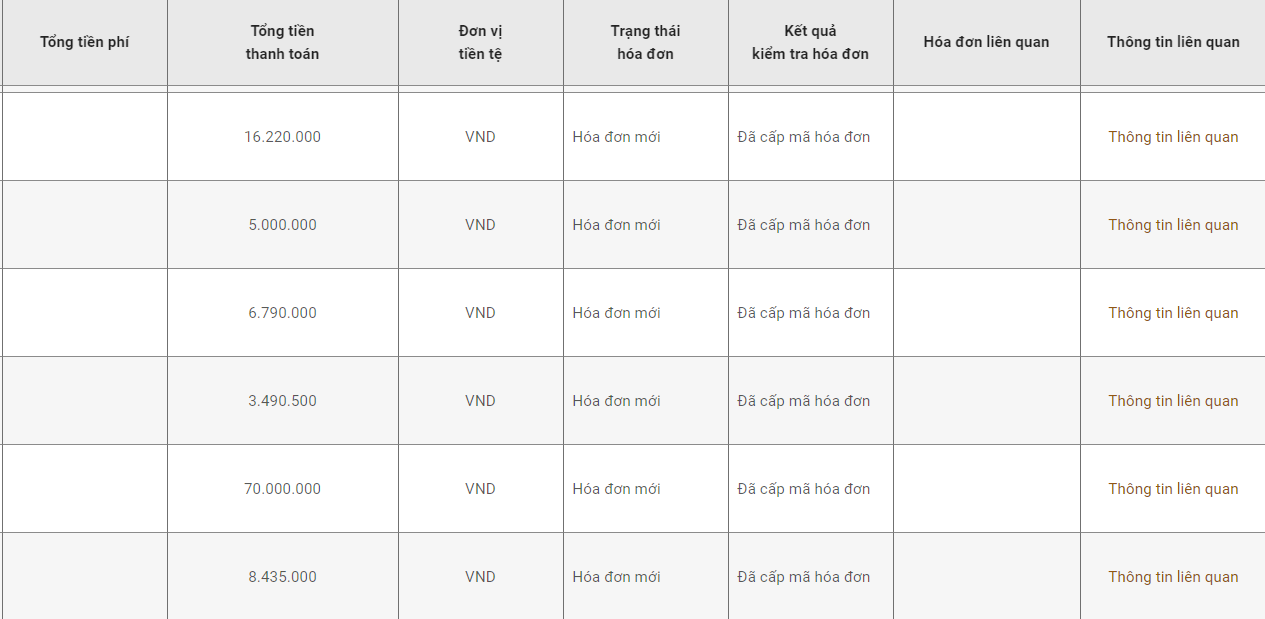 Tổng tiền phí
Tổng tiền
thanh toán
Đơn vị
tiền tệ
Trạng thái
hóa đơn
Kết quả
kiểm tra hóa đơn
Hóa đơn liên quan
Thông tin liên quan
16.220.000 VND Hóa đơn mới Đã cấp mã hóa đơn Thông tin liên quan
5.000.000 VND Hóa đơn mới Đã cấp mã hóa đơn Thông tin liên quan
6.790.000 VND Hóa đơn mới Đã cấp mã hóa đơn Thông tin liên quan
3.490.500 VND Hóa đơn mới Đã cấp mã hóa đơn Thông tin liên quan
70.000.000 VND Hóa đơn mới Đã cấp mã hóa đơn Thông tin liên quan
8.435.000 VND Hóa đơn mới Đã cấp mã hóa đơn Thông tin liên quan